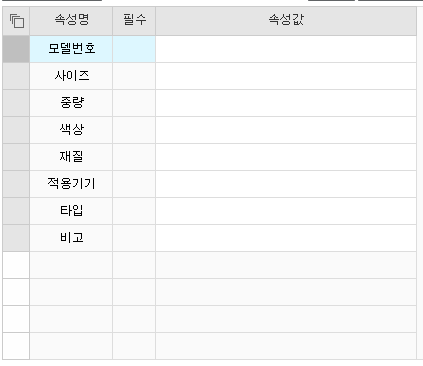 속성명 필수 속성값
모델번호
사이즈
중량
색상
재질
적용기기
타입
비고